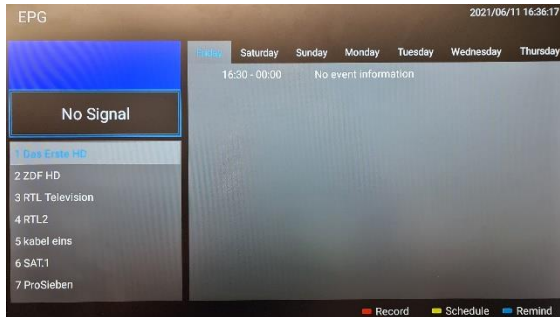 EPG
2021/06/11 16:36:17
Friday Saturday Sunday Monday Tuesday Wednesday Thursday
16:30 - 00:00 No event information
No Signal
1 Das Erste HD
2 ZDF HD
3 RTL Television
4 RTL2
5 kabel eins
6 SAT.1
7 ProSieben
Record Schedule Remind